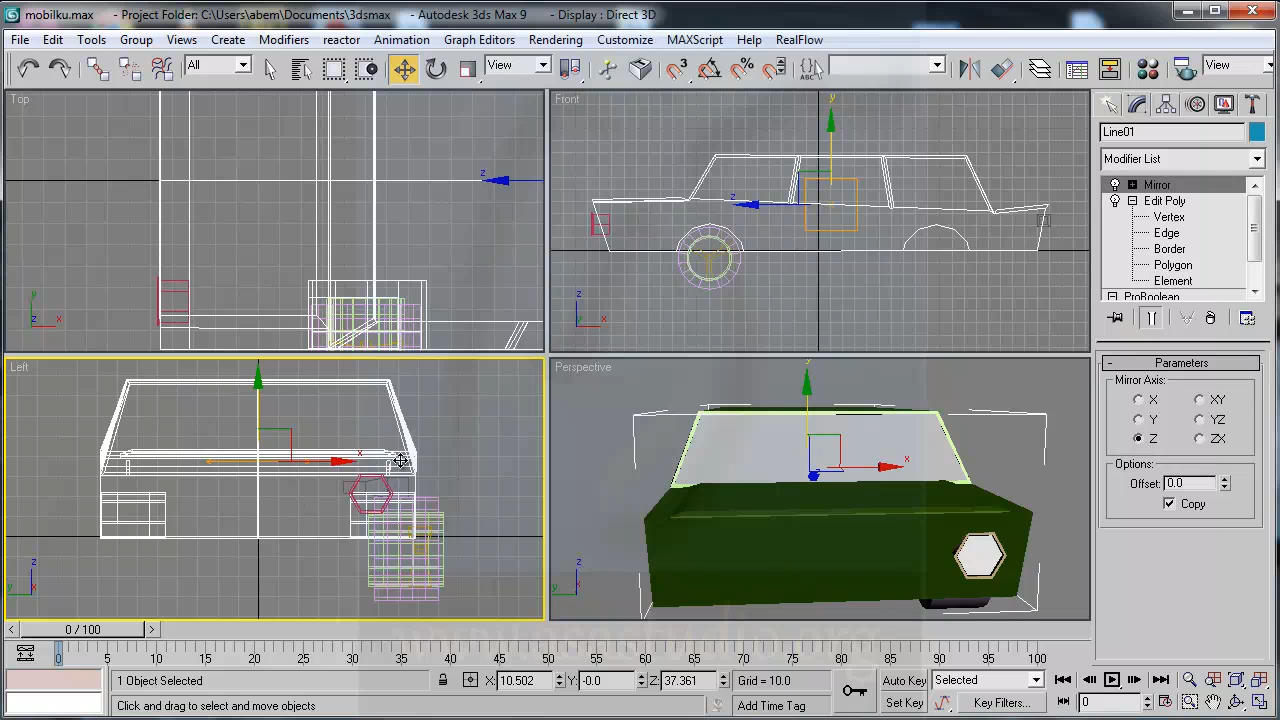 mobilku.max - Project Folder: C:\Users\abem\Documents\3dsmax - Autodesk 3ds Max 9 - Display : Direct 3D
File Edit Tools Group Views Create Modifiers reactor Animation Graph Editors Rendering Customize MAXScript Help RealFlow
All View 3 % ABC View
Top
Front
Left
Perspective
z
y
z
y
z x
z
x
y
x
z
x
z
y x
z
y x
Line01
Modifier List
Mirror
Edit Poly
Vertex
Edge
Border
Polygon
Element
ProBoolean
- Parameters
Mirror Axis:
X XY
Y YZ
Z ZX
Options:
Offset: 0.0
Copy
< 0 / 100 >
0 5 10 15 20 25 30 35 40 45 50 55 60 65 70 75 80 85 90 95 100
1 Object Selected X: 10.502 Y: -0.0 Z: 37.361 Grid = 10.0 Auto Key Selected
Click and drag to select and move objects Add Time Tag Set Key Key Filters... 0